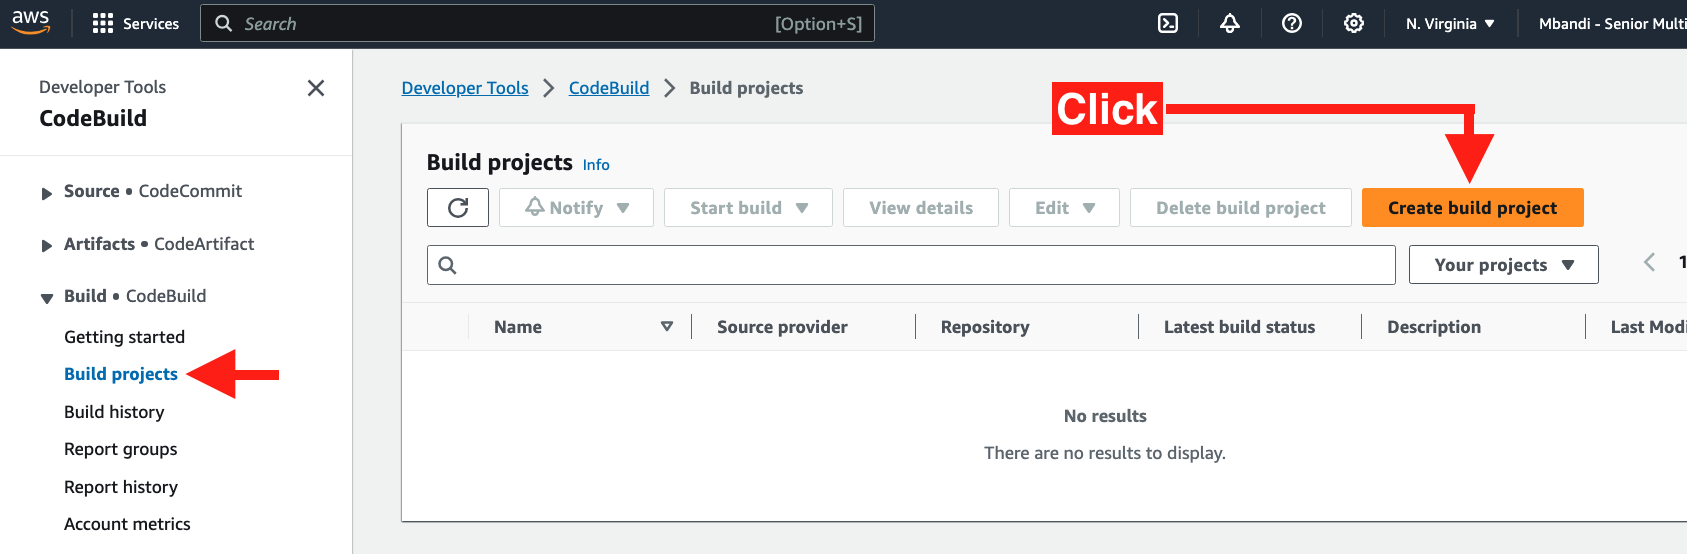 aws Services Search [Option+S] N. Virginia Mbandi - Senior Multi
Developer Tools
CodeBuild
Source • CodeCommit
Artifacts • CodeArtifact
Build • CodeBuild
Getting started
Build projects
Build history
Report groups
Report history
Account metrics
Developer Tools CodeBuild Build projects
Click
Build projects Info
Notify Start build View details Edit Delete build project Create build project
Your projects 1
Name Source provider Repository Latest build status Description Last Modi
No results
There are no results to display.